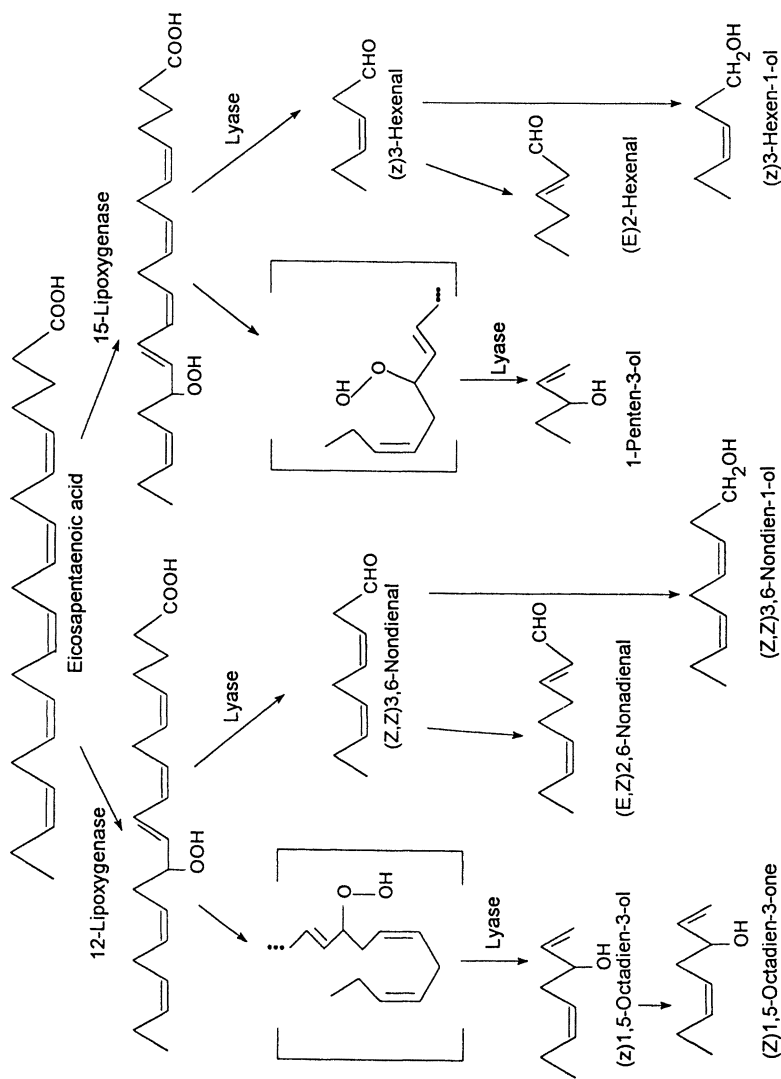 COOH
Eicosapentaenoic acid
12-Lipoxygenase
15-Lipoxygenase
COOH
OOH
COOH
OOH
Lyase
Lyase
O
OH
CHO
(Z,Z)3,6-Nondienal
OH
O
CHO
(z)3-Hexenal
Lyase
Lyase
CHO
(E,Z)2,6-Nonadienal
CHO
(E)2-Hexenal
OH
(z)1,5-Octadien-3-ol
OH
1-Penten-3-ol
OH
(Z)1,5-Octadien-3-one
CH2OH
(Z,Z)3,6-Nondien-1-ol
CH2OH
(z)3-Hexen-1-ol